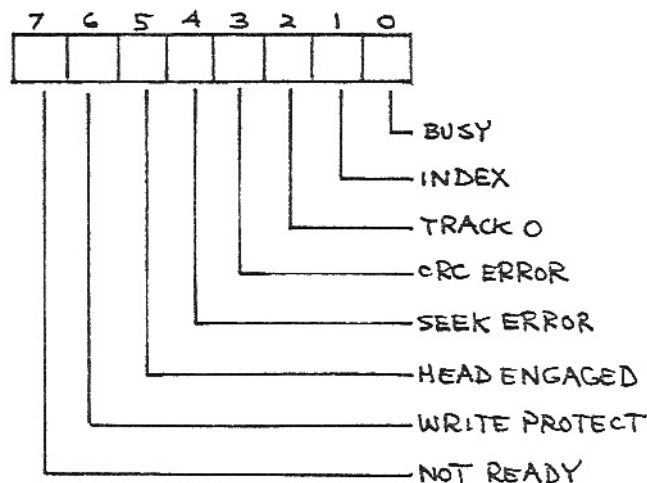 7 6 5 4 3 2 1 0
BUSY
INDEX
TRACK 0
CRC ERROR
SEEK ERROR
HEAD ENGAGED
WRITE PROTECT
NOT READY